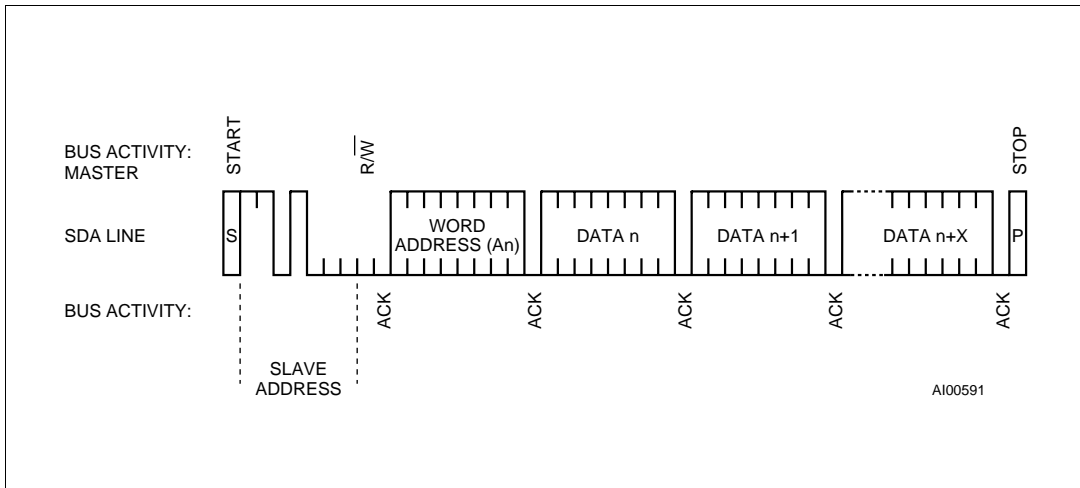 BUS ACTIVITY:
MASTER
START
R/W
STOP
SDA LINE
S
WORD
ADDRESS (An)
DATA n
DATA n+1
DATA n+X
P
BUS ACTIVITY:
ACK
ACK
ACK
ACK
ACK
SLAVE
ADDRESS
AI00591